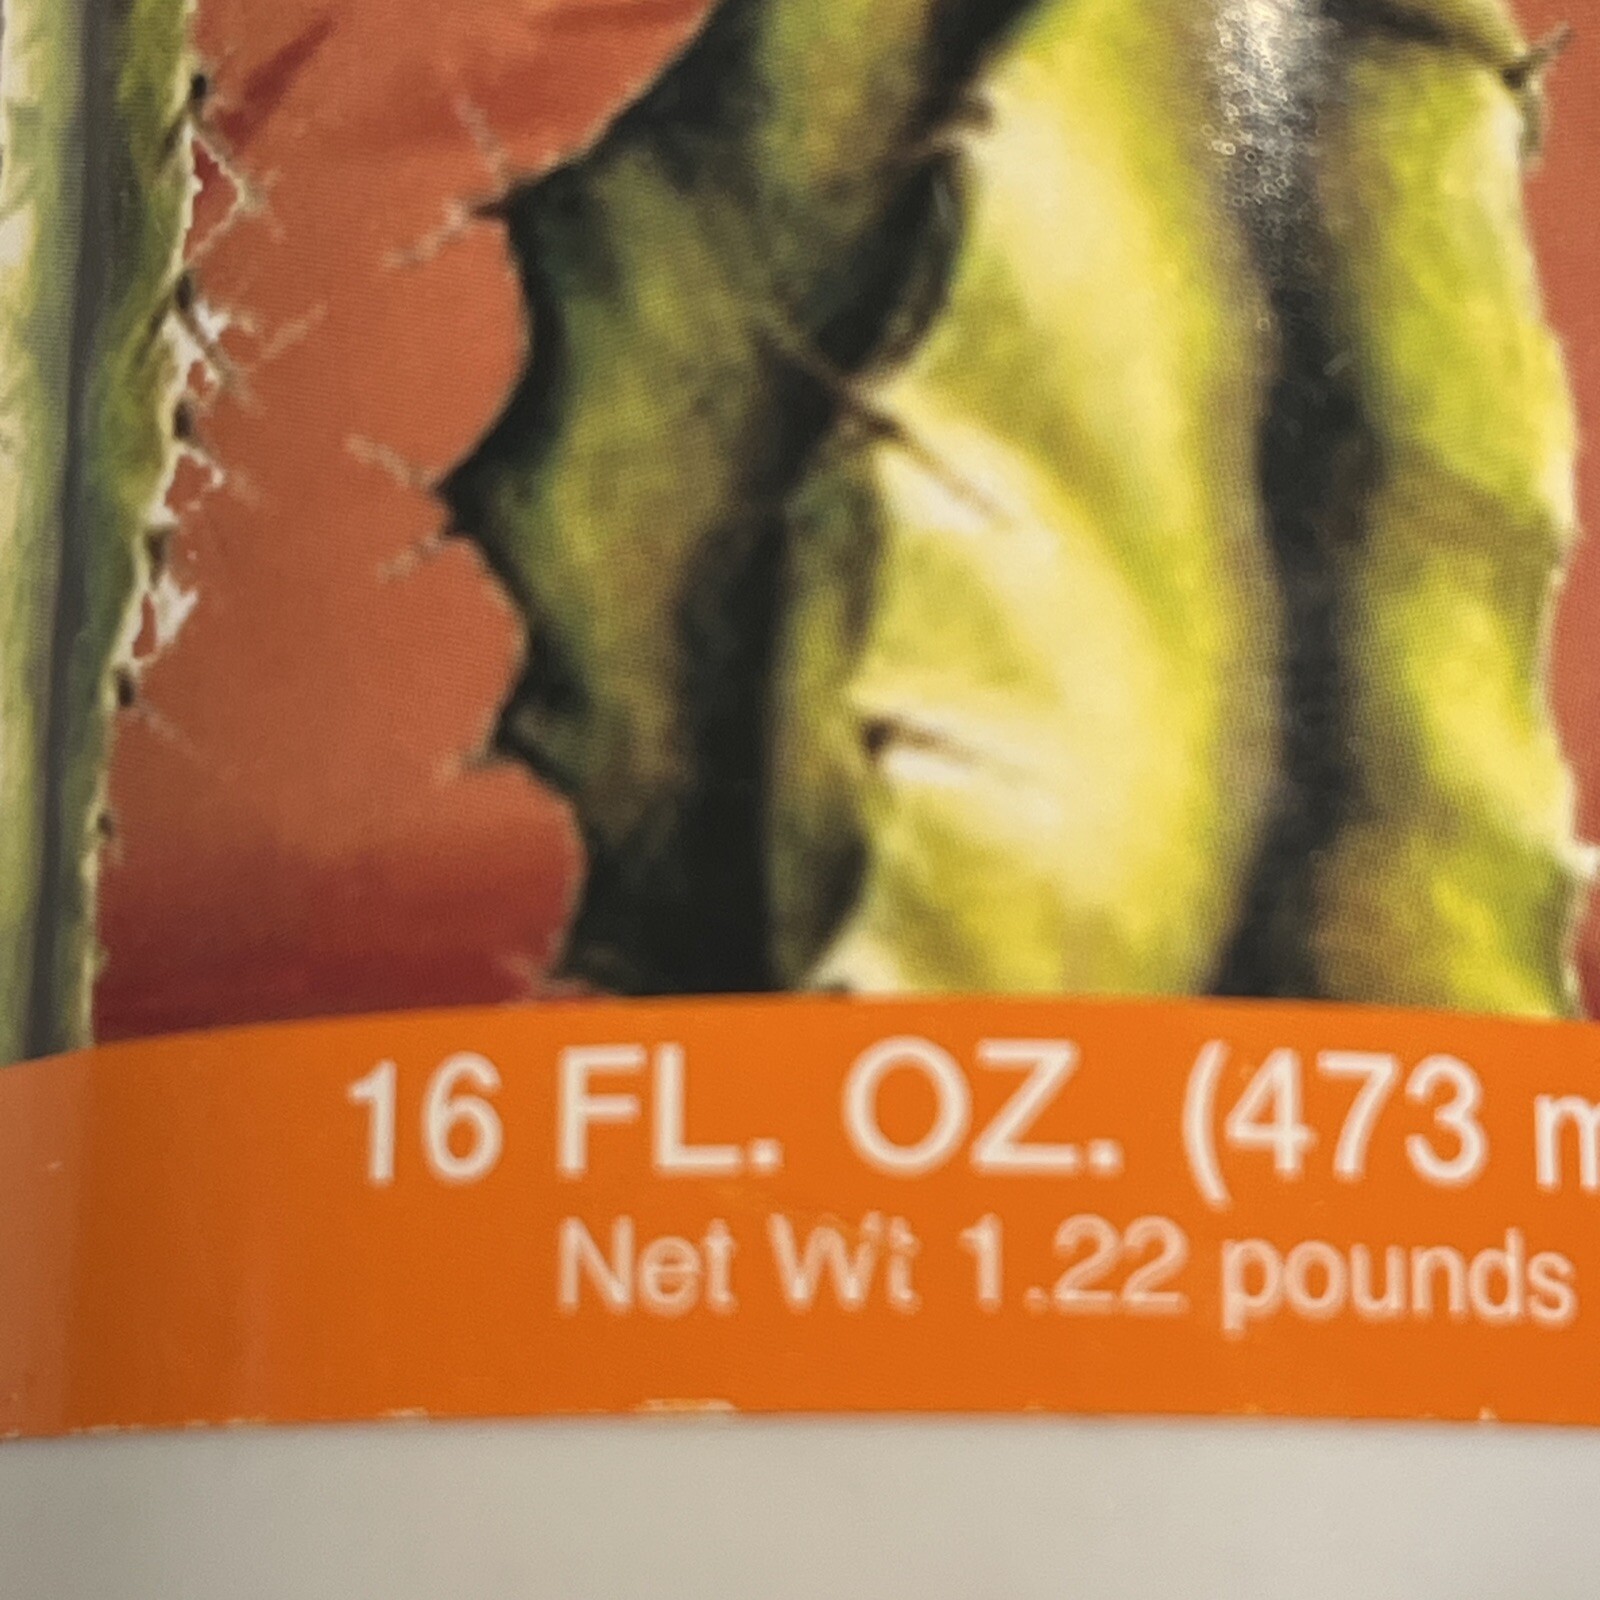 16 FL. OZ. (473 m
Net Wt 1.22 pounds